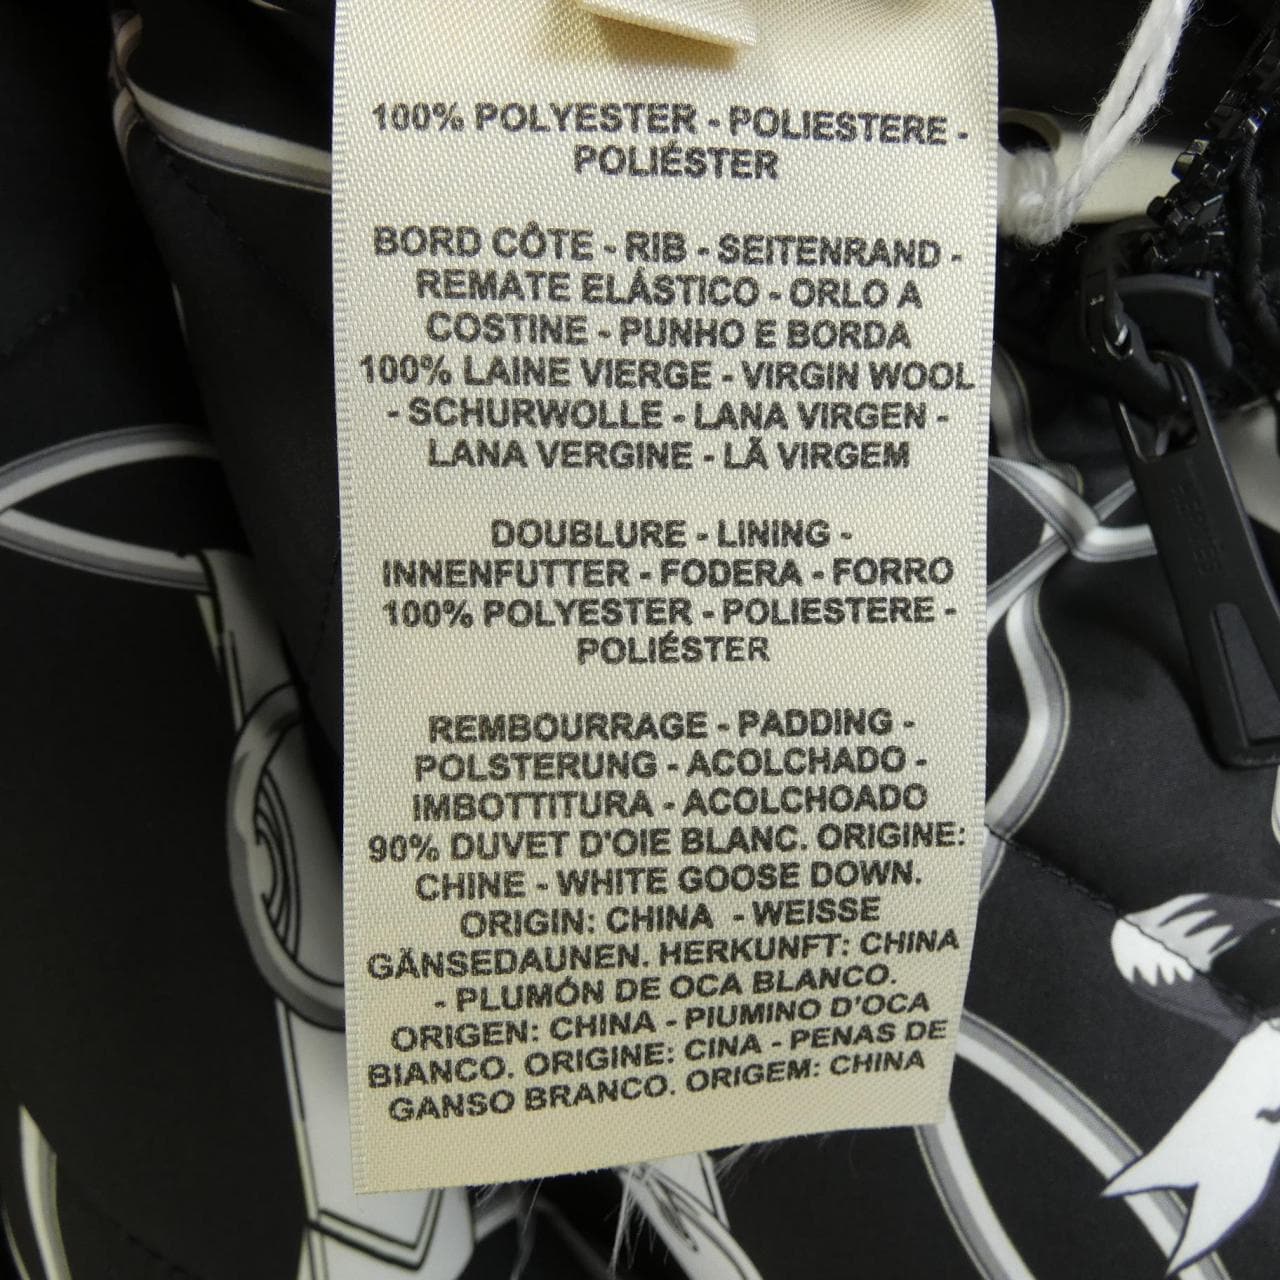 100% POLYESTER - POLIESTERE -
POLIÉSTER
BORD CÔTE - RIB - SEITENRAND -
REMATE ELÁSTICO - ORLO A
COSTINE - PUNHO E BORDA
100% LAINE VIERGE - VIRGIN WOOL
- SCHURWOLLE - LANA VIRGEN -
LANA VERGINE - LÃ VIRGEM
DOUBLURE - LINING -
INNENFUTTER - FODERA - FORRO
100% POLYESTER - POLIESTERE -
POLIÉSTER
REMBOURRAGE - PADDING -
POLSTERUNG - ACOLCHADO -
IMBOTTITURA - ACOLCHOADO
90% DUVET D'OIE BLANC. ORIGINE:
CHINE - WHITE GOOSE DOWN.
ORIGIN: CHINA - WEISSE
GÄNSEDAUNEN. HERKUNFT: CHINA
- PLUMÓN DE OCA BLANCO.
ORIGEN: CHINA - PIUMINO D'OCA
BIANCO. ORIGINE: CINA - PENAS DE
GANSO BRANCO. ORIGEM: CHINA
HERMÈS